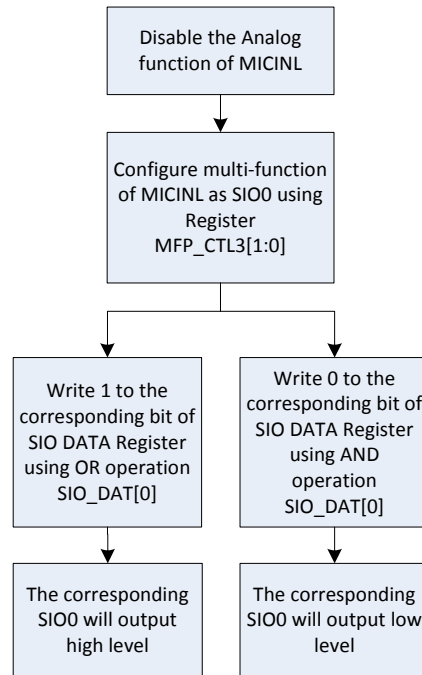 Disable the Analog
function of MICINL
Configure multi-function
of MICINL as SIO0 using
Register
MFP_CTL3[1:0]
Write 1 to the
corresponding bit of
SIO DATA Register
using OR operation
SIO_DAT[0]
Write 0 to the
corresponding bit of
SIO DATA Register
using AND
operation
SIO_DAT[0]
The corresponding
SIO0 will output
high level
The corresponding
SIO0 will output low
level